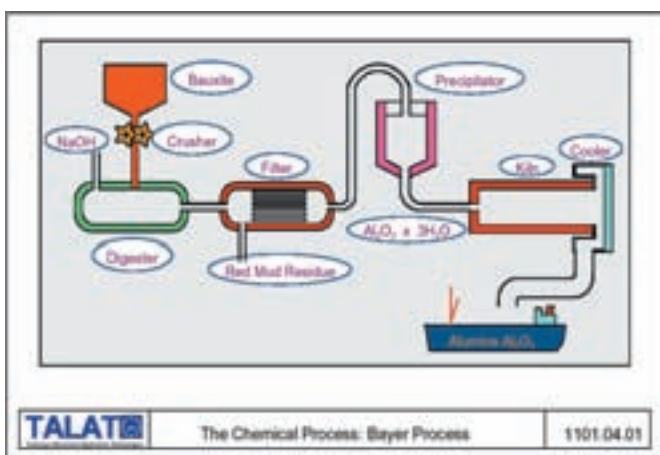 Bauxite
Precipitator
NaOH
Crusher
Cooler
Filter
Kiln
AL₂O₃ x 3H₂O
Digester
Red Mud Residue
Alumina AL₂O₃
TALAT
The Chemical Process: Bayer Process
1101.04.01